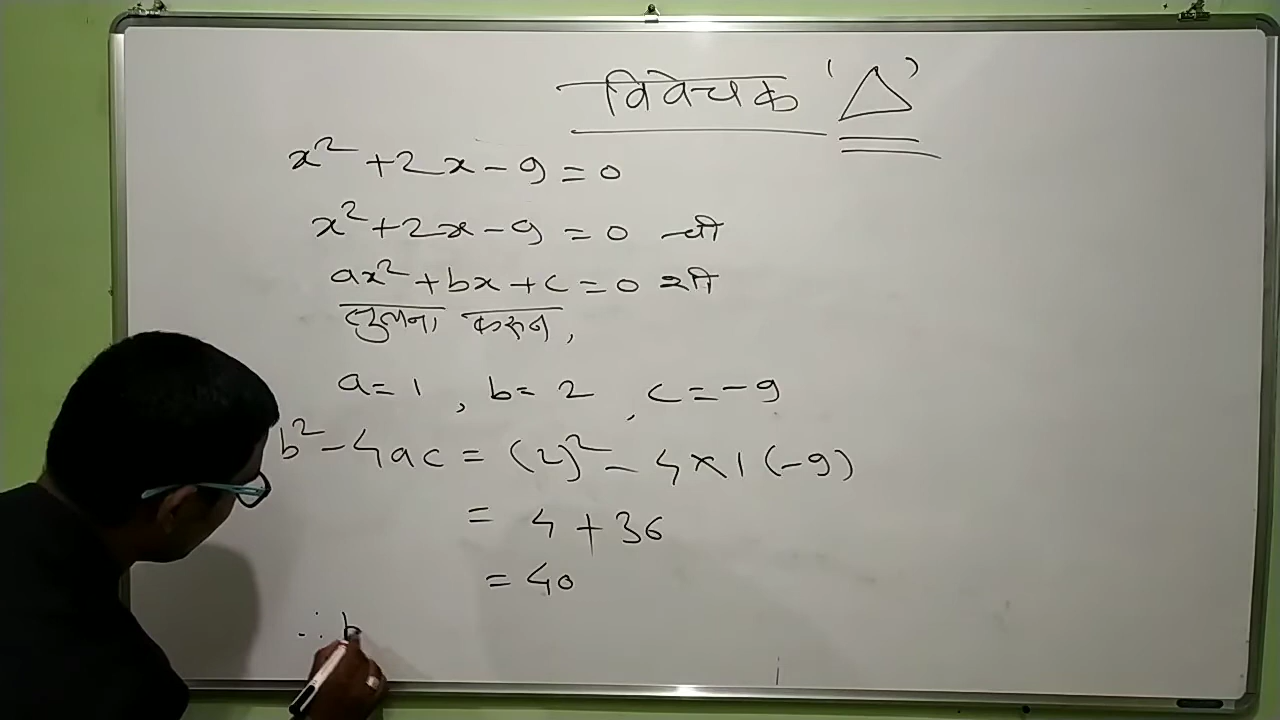 विवेचक 'Δ'
x² + 2x - 9 = 0
x² + 2x - 9 = 0 ची
ax² + bx + c = 0 शी
तुलना करून,
a = 1 , b = 2 , c = -9
b² - 4ac = (2)² - 4 × 1 (-9)
= 4 + 36
= 40
∴ b